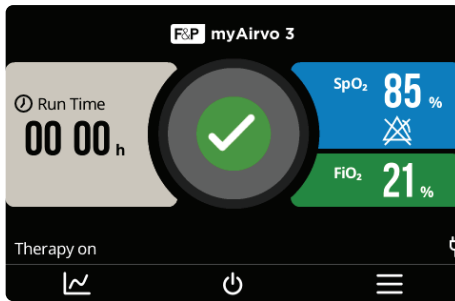 F&P myAirvo 3
Run Time
00 00 h
SpO₂ 85 %
FiO₂ 21 %
Therapy on